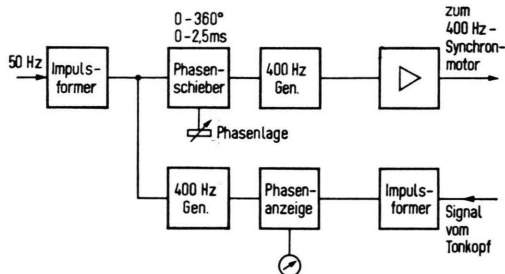 0-360°
0-2,5ms
zum
400 Hz-
Synchron-
motor
50 Hz
Impuls-
former
Phasen-
schieber
400 Hz
Gen.
Phasenlage
400 Hz
Gen.
Phasen-
anzeige
Impuls-
former
Signal
vom
Tonkopf